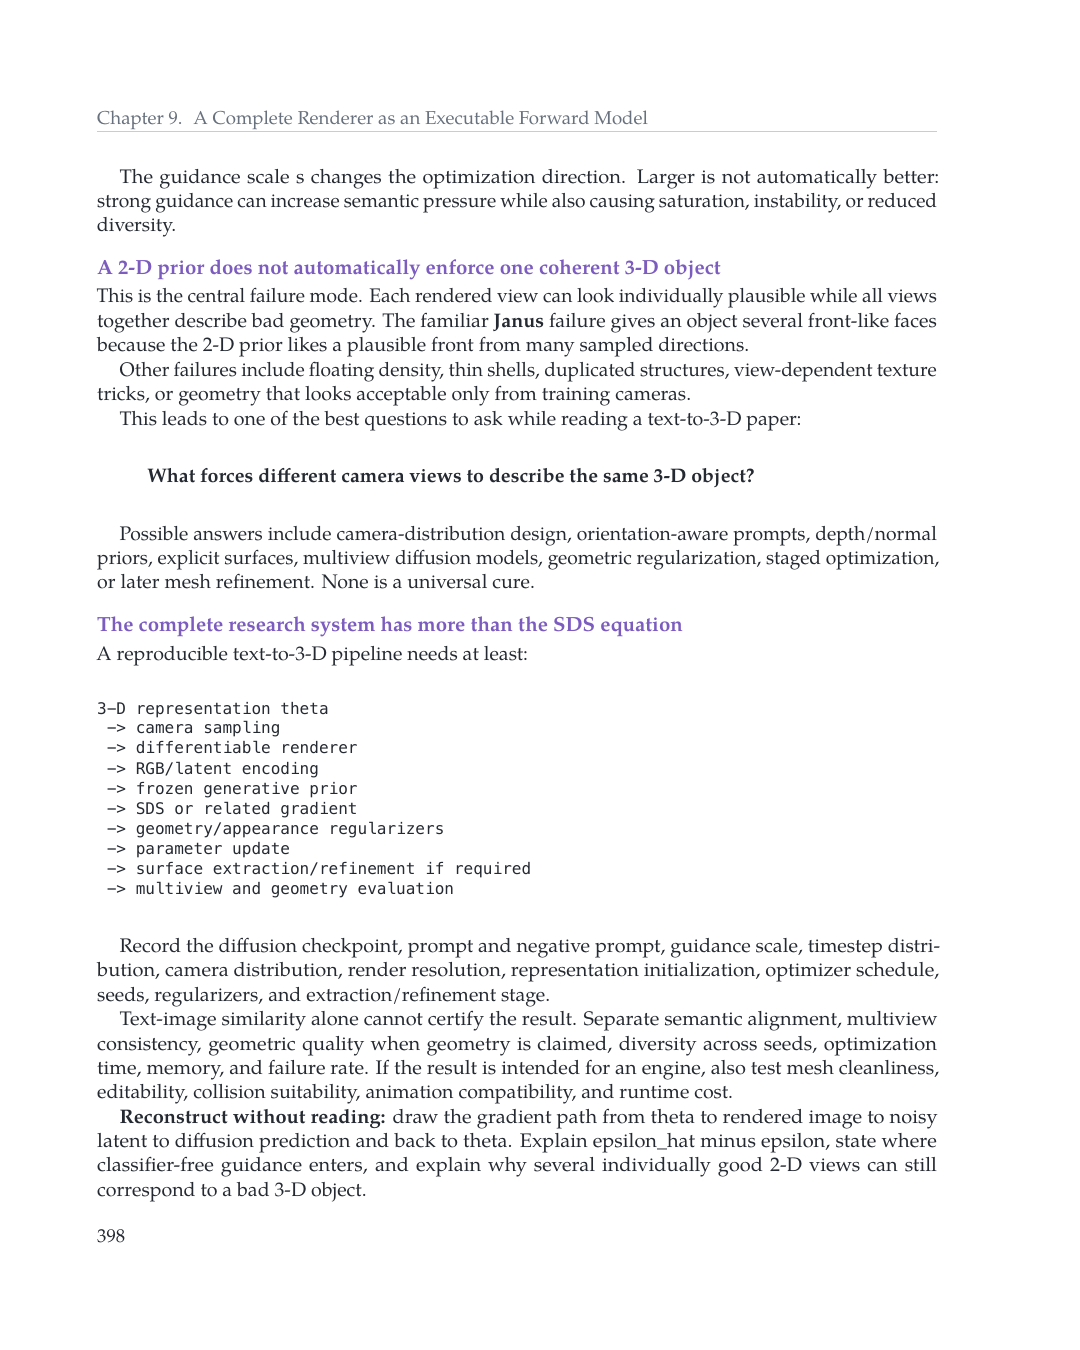 Chapter 9. A Complete Renderer as an Executable Forward Model
The guidance scale s changes the optimization direction. Larger is not automatically better:
strong guidance can increase semantic pressure while also causing saturation, instability, or reduced
diversity.
A 2-D prior does not automatically enforce one coherent 3-D object
This is the central failure mode. Each rendered view can look individually plausible while all views
together describe bad geometry. The familiar Janus failure gives an object several front-like faces
because the 2-D prior likes a plausible front from many sampled directions.
Other failures include floating density, thin shells, duplicated structures, view-dependent texture
tricks, or geometry that looks acceptable only from training cameras.
This leads to one of the best questions to ask while reading a text-to-3-D paper:
What forces different camera views to describe the same 3-D object?
Possible answers include camera-distribution design, orientation-aware prompts, depth/normal
priors, explicit surfaces, multiview diffusion models, geometric regularization, staged optimization,
or later mesh refinement. None is a universal cure.
The complete research system has more than the SDS equation
A reproducible text-to-3-D pipeline needs at least:
3-D representation theta
-> camera sampling
-> differentiable renderer
-> RGB/latent encoding
-> frozen generative prior
-> SDS or related gradient
-> geometry/appearance regularizers
-> parameter update
-> surface extraction/refinement if required
-> multiview and geometry evaluation
Record the diffusion checkpoint, prompt and negative prompt, guidance scale, timestep distri-
bution, camera distribution, render resolution, representation initialization, optimizer schedule,
seeds, regularizers, and extraction/refinement stage.
Text-image similarity alone cannot certify the result. Separate semantic alignment, multiview
consistency, geometric quality when geometry is claimed, diversity across seeds, optimization
time, memory, and failure rate. If the result is intended for an engine, also test mesh cleanliness,
editability, collision suitability, animation compatibility, and runtime cost.
Reconstruct without reading: draw the gradient path from theta to rendered image to noisy
latent to diffusion prediction and back to theta. Explain epsilon_hat minus epsilon, state where
classifier-free guidance enters, and explain why several individually good 2-D views can still
correspond to a bad 3-D object.
398